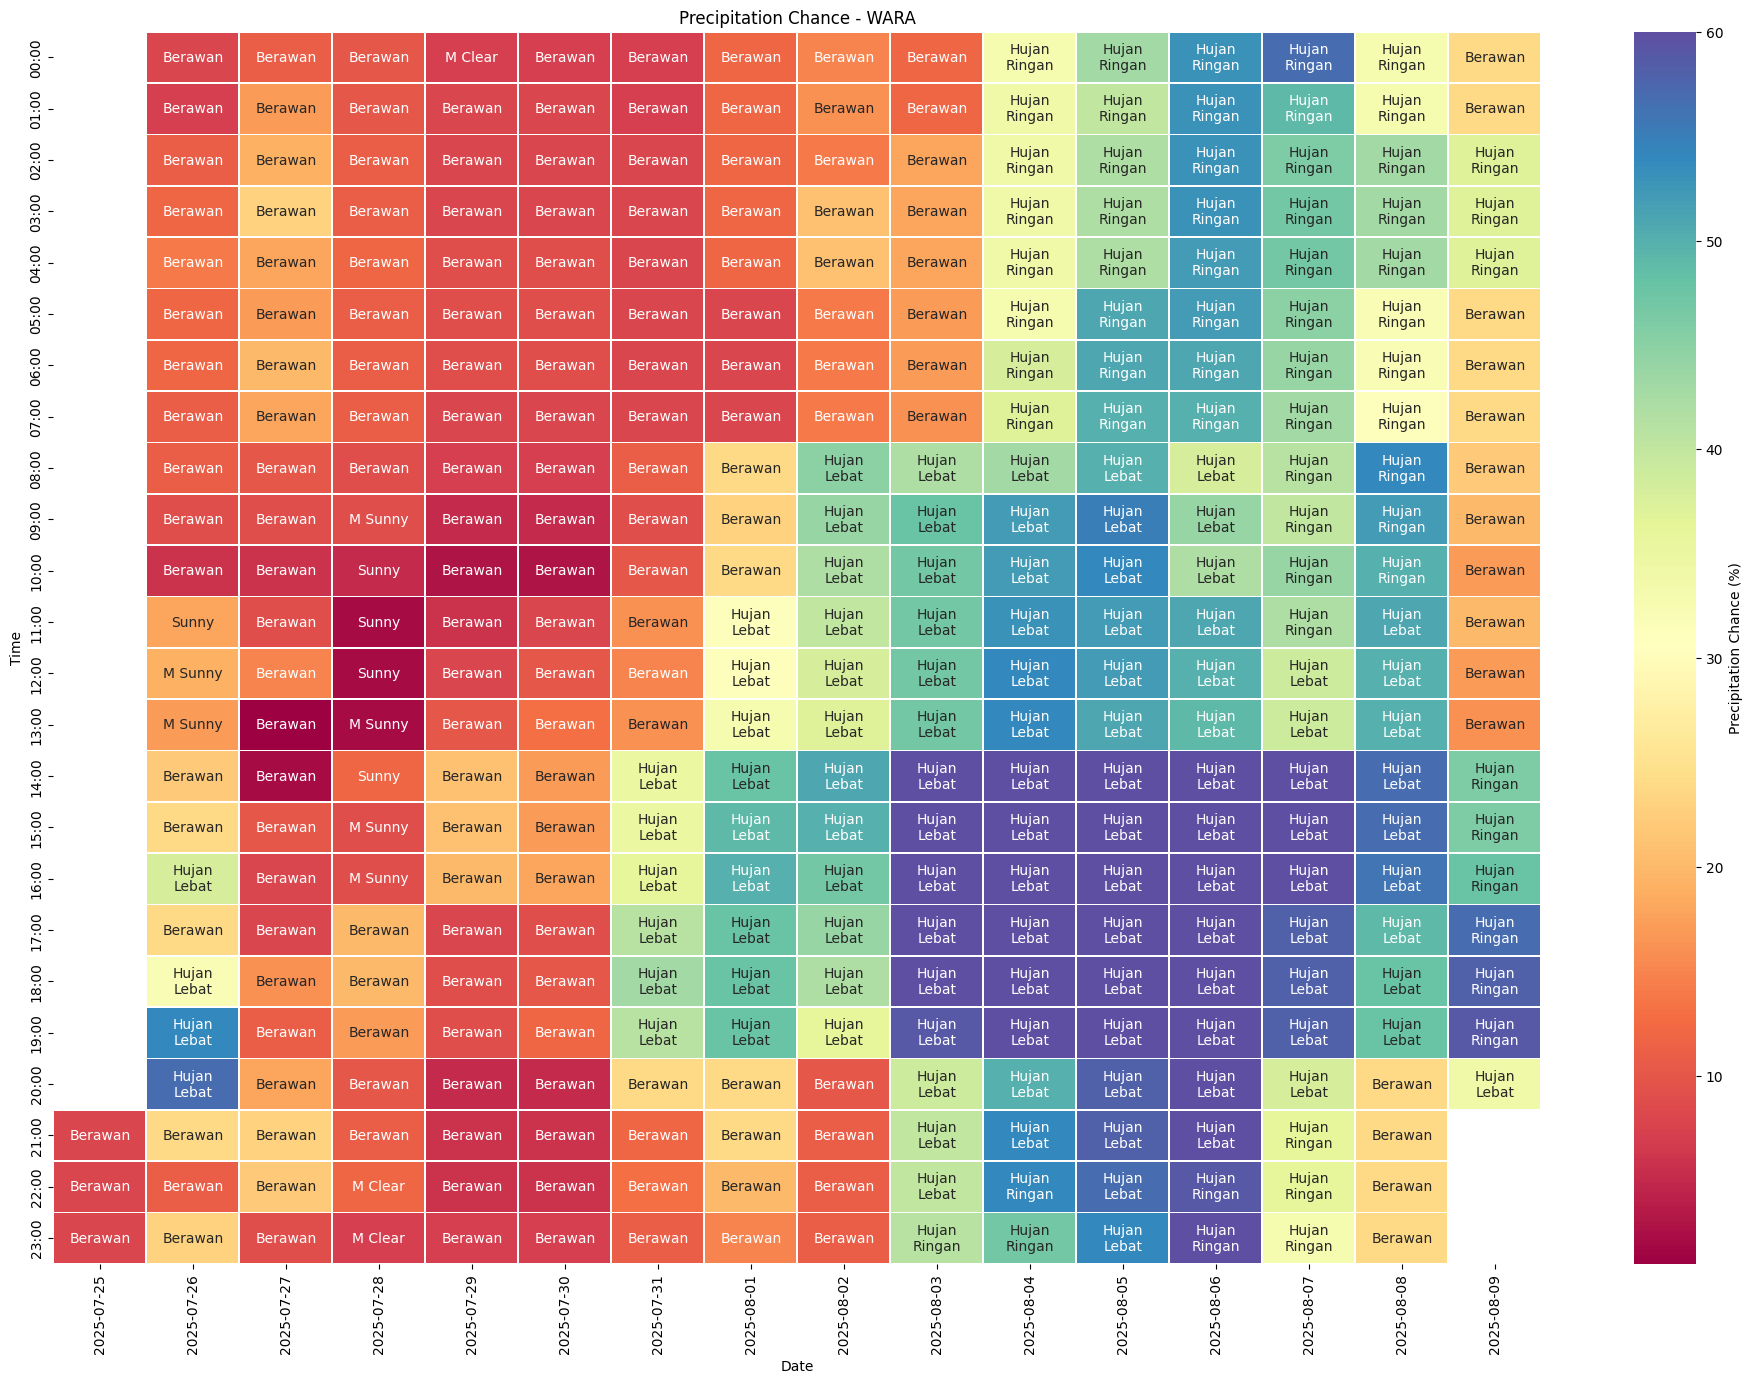 Precipitation Chance - WARA
00:00 Berawan Berawan Berawan M Clear Berawan Berawan Berawan Berawan Berawan Hujan Ringan Hujan Ringan Hujan Ringan Hujan Ringan Hujan Ringan Berawan
01:00 Berawan Berawan Berawan Berawan Berawan Berawan Berawan Berawan Berawan Hujan Ringan Hujan Ringan Hujan Ringan Hujan Ringan Hujan Ringan Berawan
02:00 Berawan Berawan Berawan Berawan Berawan Berawan Berawan Berawan Berawan Hujan Ringan Hujan Ringan Hujan Ringan Hujan Ringan Hujan Ringan Hujan Ringan
03:00 Berawan Berawan Berawan Berawan Berawan Berawan Berawan Berawan Berawan Hujan Ringan Hujan Ringan Hujan Ringan Hujan Ringan Hujan Ringan Hujan Ringan
04:00 Berawan Berawan Berawan Berawan Berawan Berawan Berawan Berawan Berawan Hujan Ringan Hujan Ringan Hujan Ringan Hujan Ringan Hujan Ringan Hujan Ringan
05:00 Berawan Berawan Berawan Berawan Berawan Berawan Berawan Berawan Berawan Hujan Ringan Hujan Ringan Hujan Ringan Hujan Ringan Hujan Ringan Berawan
06:00 Berawan Berawan Berawan Berawan Berawan Berawan Berawan Berawan Berawan Hujan Ringan Hujan Ringan Hujan Ringan Hujan Ringan Hujan Ringan Berawan
07:00 Berawan Berawan Berawan Berawan Berawan Berawan Berawan Berawan Berawan Hujan Ringan Hujan Ringan Hujan Ringan Hujan Ringan Hujan Ringan Berawan
08:00 Berawan Berawan Berawan Berawan Berawan Berawan Berawan Hujan Lebat Hujan Lebat Hujan Lebat Hujan Lebat Hujan Lebat Hujan Ringan Hujan Ringan Berawan
09:00 Berawan Berawan M Sunny Berawan Berawan Berawan Berawan Hujan Lebat Hujan Lebat Hujan Lebat Hujan Lebat Hujan Lebat Hujan Ringan Hujan Ringan Berawan
10:00 Berawan Berawan Sunny Berawan Berawan Berawan Berawan Hujan Lebat Hujan Lebat Hujan Lebat Hujan Lebat Hujan Lebat Hujan Ringan Hujan Ringan Berawan
11:00 Sunny Berawan Sunny Berawan Berawan Berawan Hujan Lebat Hujan Lebat Hujan Lebat Hujan Lebat Hujan Lebat Hujan Lebat Hujan Ringan Hujan Lebat Berawan
12:00 M Sunny Berawan Sunny Berawan Berawan Berawan Hujan Lebat Hujan Lebat Hujan Lebat Hujan Lebat Hujan Lebat Hujan Lebat Hujan Lebat Hujan Lebat Berawan
13:00 M Sunny Berawan M Sunny Berawan Berawan Berawan Hujan Lebat Hujan Lebat Hujan Lebat Hujan Lebat Hujan Lebat Hujan Lebat Hujan Lebat Hujan Lebat Berawan
14:00 Berawan Berawan Sunny Berawan Berawan Hujan Lebat Hujan Lebat Hujan Lebat Hujan Lebat Hujan Lebat Hujan Lebat Hujan Lebat Hujan Lebat Hujan Lebat Hujan Ringan
15:00 Berawan Berawan M Sunny Berawan Berawan Hujan Lebat Hujan Lebat Hujan Lebat Hujan Lebat Hujan Lebat Hujan Lebat Hujan Lebat Hujan Lebat Hujan Lebat Hujan Ringan
16:00 Hujan Lebat Berawan M Sunny Berawan Berawan Hujan Lebat Hujan Lebat Hujan Lebat Hujan Lebat Hujan Lebat Hujan Lebat Hujan Lebat Hujan Lebat Hujan Lebat Hujan Ringan
17:00 Berawan Berawan Berawan Berawan Berawan Hujan Lebat Hujan Lebat Hujan Lebat Hujan Lebat Hujan Lebat Hujan Lebat Hujan Lebat Hujan Lebat Hujan Lebat Hujan Ringan
18:00 Hujan Lebat Berawan Berawan Berawan Berawan Hujan Lebat Hujan Lebat Hujan Lebat Hujan Lebat Hujan Lebat Hujan Lebat Hujan Lebat Hujan Lebat Hujan Lebat Hujan Ringan
19:00 Hujan Lebat Berawan Berawan Berawan Berawan Hujan Lebat Hujan Lebat Hujan Lebat Hujan Lebat Hujan Lebat Hujan Lebat Hujan Lebat Hujan Lebat Hujan Lebat Hujan Ringan
20:00 Hujan Lebat Berawan Berawan Berawan Berawan Berawan Berawan Berawan Hujan Lebat Hujan Lebat Hujan Lebat Hujan Lebat Hujan Lebat Berawan Hujan Lebat
21:00 Berawan Berawan Berawan Berawan Berawan Berawan Berawan Berawan Berawan Hujan Lebat Hujan Lebat Hujan Lebat Hujan Lebat Hujan Ringan Berawan
22:00 Berawan Berawan Berawan M Clear Berawan Berawan Berawan Berawan Berawan Hujan Lebat Hujan Ringan Hujan Lebat Hujan Ringan Hujan Ringan Berawan
23:00 Berawan Berawan Berawan M Clear Berawan Berawan Berawan Berawan Berawan Hujan Ringan Hujan Ringan Hujan Lebat Hujan Ringan Hujan Ringan Berawan
Time
2025-07-25 2025-07-26 2025-07-27 2025-07-28 2025-07-29 2025-07-30 2025-07-31 2025-08-01 2025-08-02 2025-08-03 2025-08-04 2025-08-05 2025-08-06 2025-08-07 2025-08-08 2025-08-09
Date
60
50
40
30
20
10
Precipitation Chance (%)